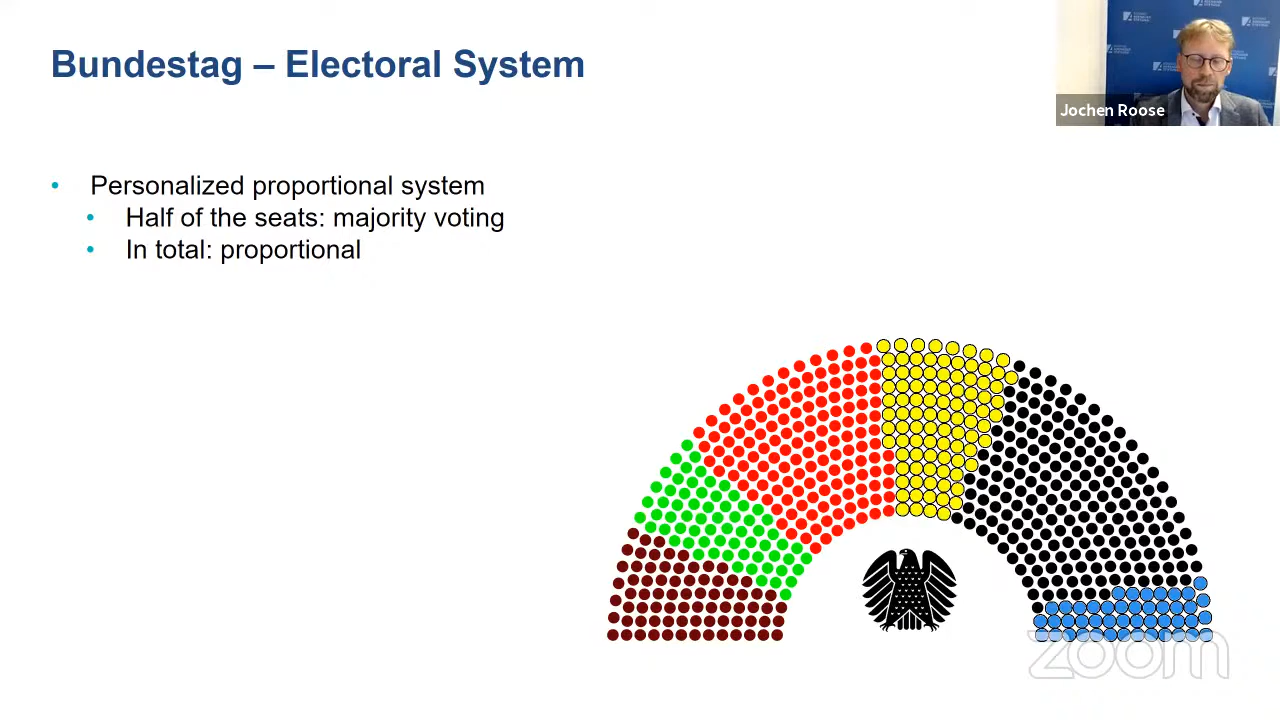 Bundestag – Electoral System
Jochen Roose
• Personalized proportional system
• Half of the seats: majority voting
• In total: proportional
zoom